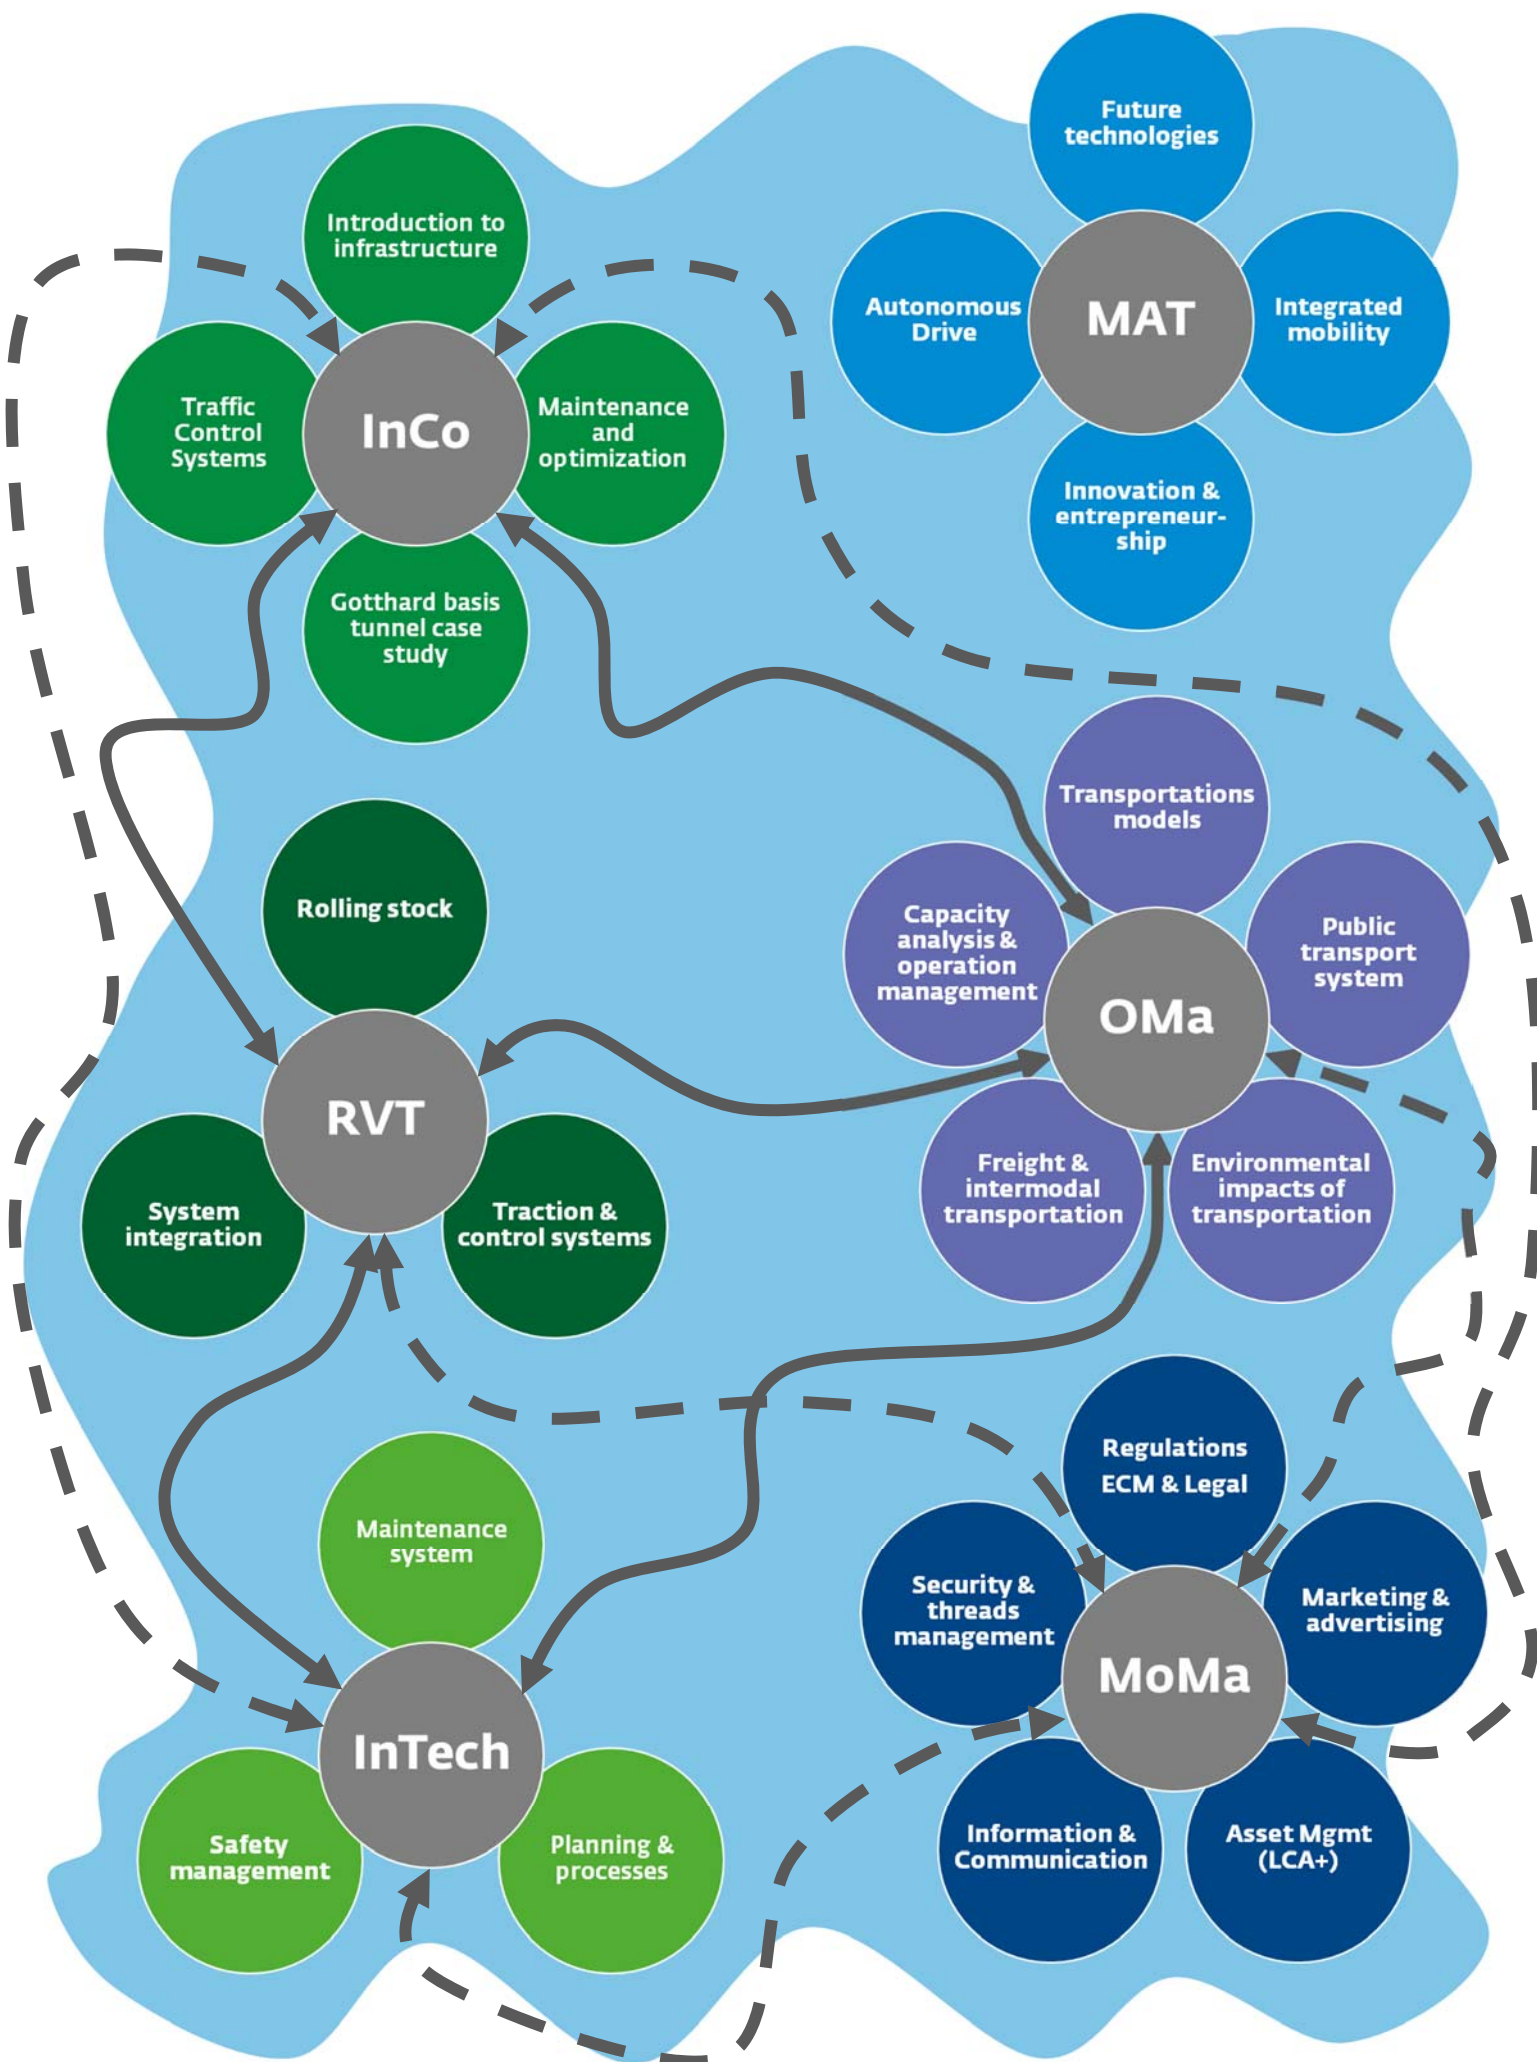 Future
technologies
Autonomous
Drive
MAT
Integrated
mobility
Innovation &
entrepreneur-
ship
Introduction to
infrastructure
Traffic
Control
Systems
InCo
Maintenance
and
optimization
Gotthard basis
tunnel case
study
Transportations
models
Capacity
analysis &
operation
management
OMa
Public
transport
system
Freight &
intermodal
transportation
Environmental
impacts of
transportation
Rolling stock
RVT
System
integration
Traction &
control systems
Regulations
ECM & Legal
Security &
threads
management
MoMa
Marketing &
advertising
Information &
Communication
Asset Mgmt
(LCA+)
Maintenance
system
InTech
Safety
management
Planning &
processes